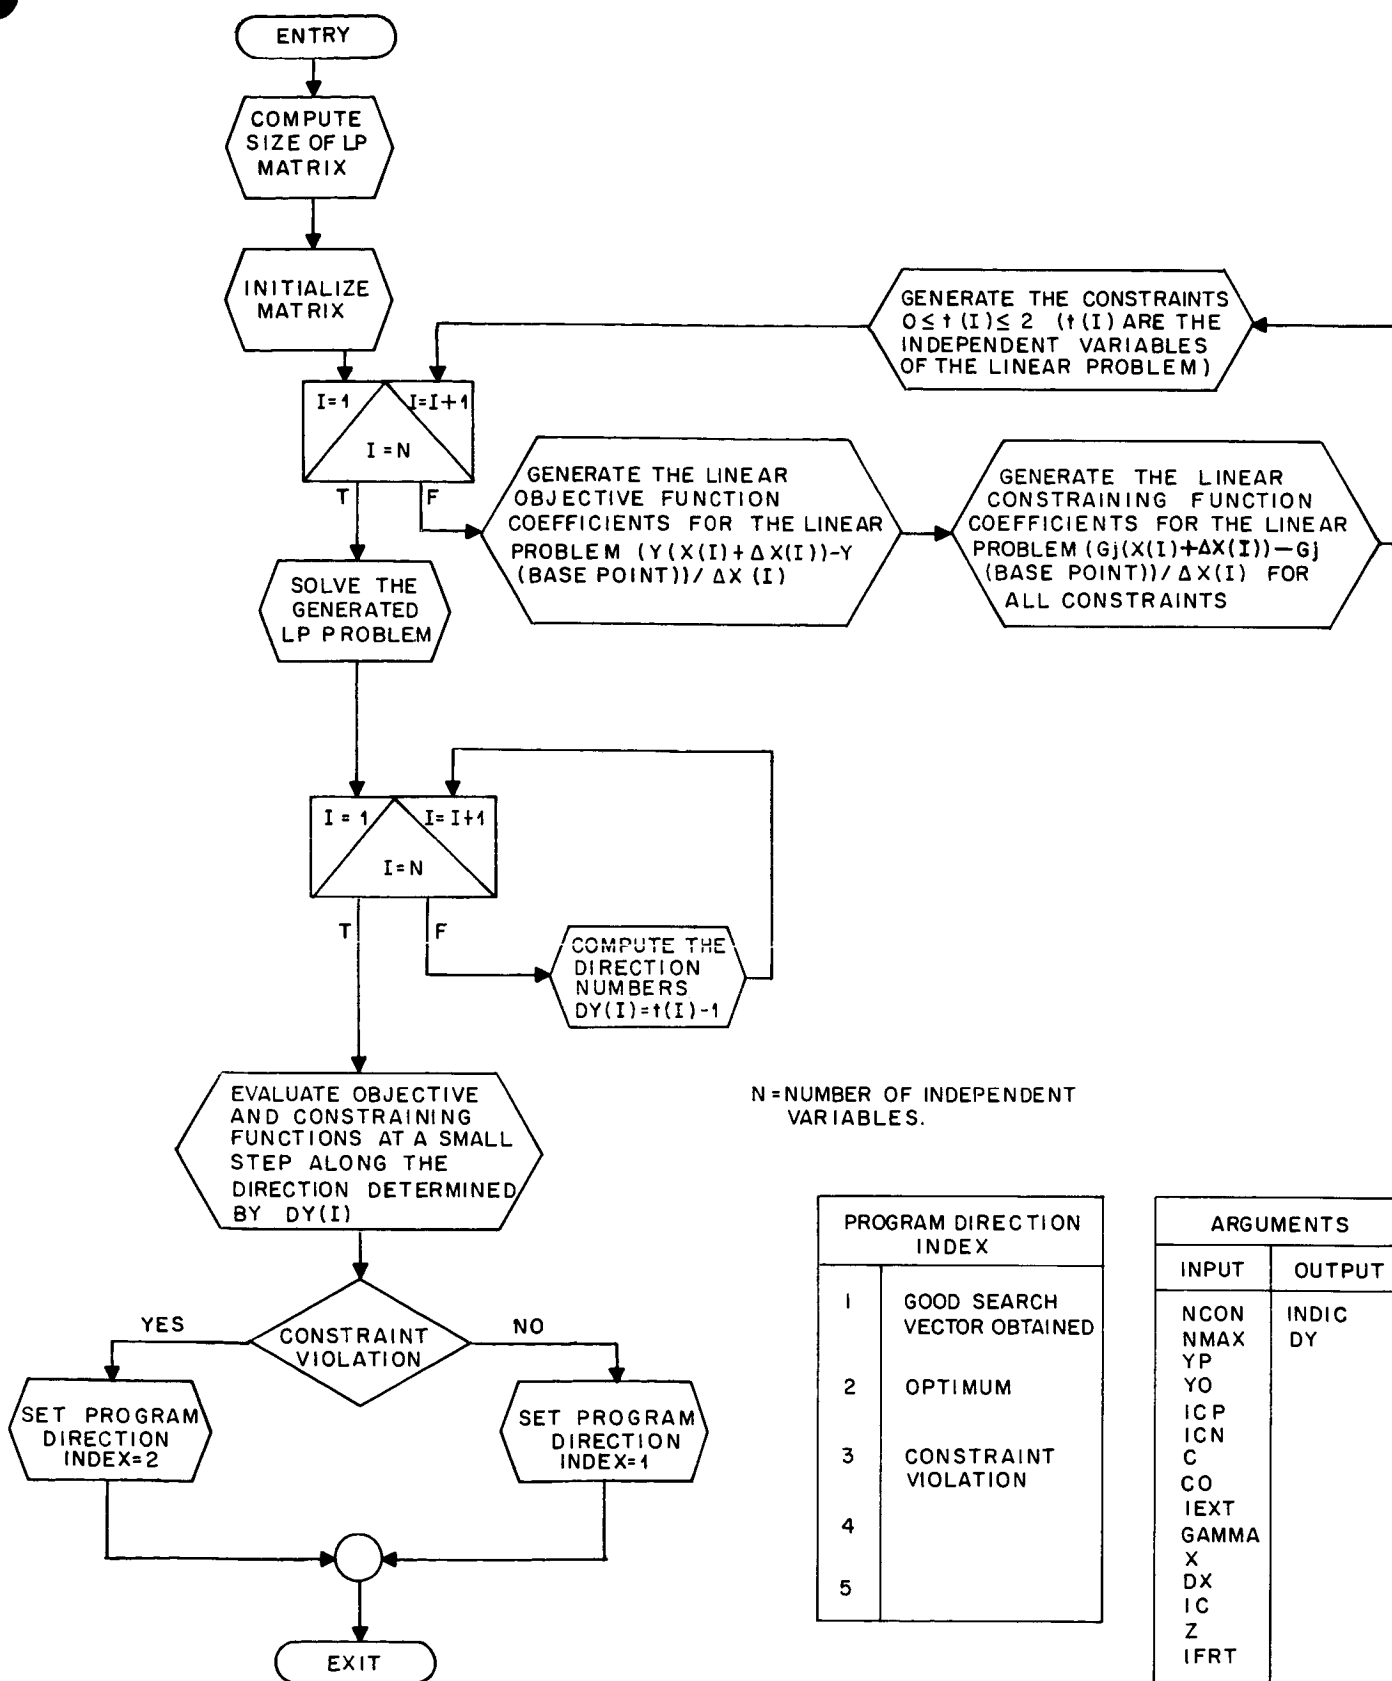 ENTRY
COMPUTE
SIZE OF LP
MATRIX
INITIALIZE
MATRIX
GENERATE THE CONSTRAINTS
0≤ t (I) ≤ 2 (t(I) ARE THE
INDEPENDENT VARIABLES
OF THE LINEAR PROBLEM)
I=1
I=I+1
I=N
T
F
GENERATE THE LINEAR
OBJECTIVE FUNCTION
COEFFICIENTS FOR THE LINEAR
PROBLEM (Y(X(I)+ΔX(I))-Y
(BASE POINT))/ΔX(I)
GENERATE THE LINEAR
CONSTRAINING FUNCTION
COEFFICIENTS FOR THE LINEAR
PROBLEM (Gj(X(I)+ΔX(I))-Gj
(BASE POINT))/ΔX(I) FOR
ALL CONSTRAINTS
SOLVE THE
GENERATED
LP PROBLEM
I=1
I=I+1
I=N
T
F
COMPUTE THE
DIRECTION
NUMBERS
DY(I)=t(I)-1
EVALUATE OBJECTIVE
AND CONSTRAINING
FUNCTIONS AT A SMALL
STEP ALONG THE
DIRECTION DETERMINED
BY DY(I)
N=NUMBER OF INDEPENDENT
VARIABLES.
CONSTRAINT
VIOLATION
YES
NO
SET PROGRAM
DIRECTION
INDEX=2
SET PROGRAM
DIRECTION
INDEX=1
EXIT
PROGRAM DIRECTION
INDEX
1 GOOD SEARCH
VECTOR OBTAINED
2 OPTIMUM
3 CONSTRAINT
VIOLATION
4
5
ARGUMENTS
INPUT OUTPUT
NCON INDIC
NMAX DY
YP
YO
ICP
ICN
C
CO
IEXT
GAMMA
X
DX
IC
Z
IFRT